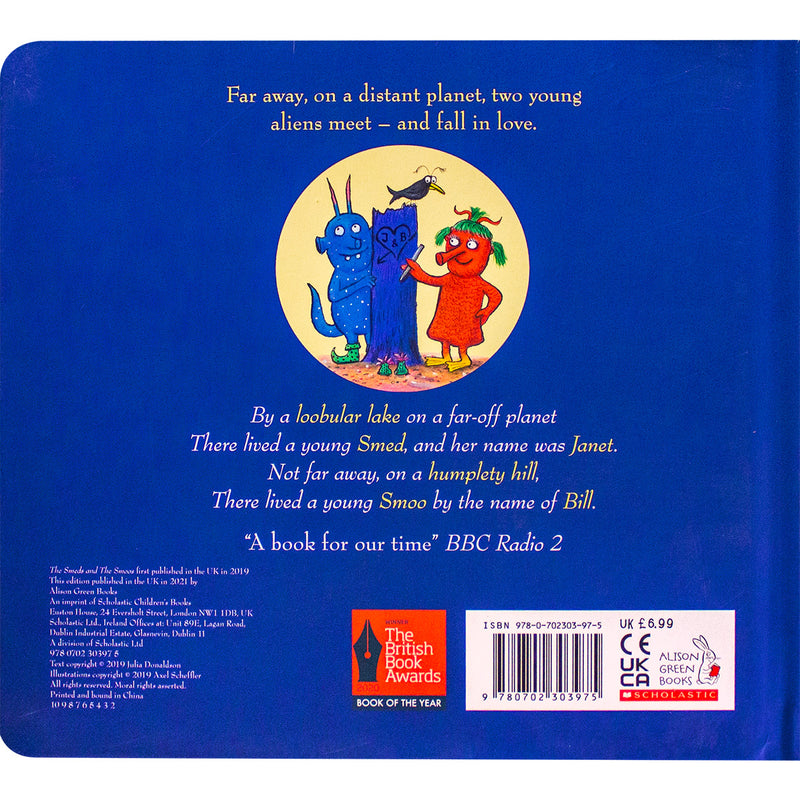 Far away, on a distant planet, two young
aliens meet – and fall in love.
J & B
By a loobular lake on a far-off planet
There lived a young Smed, and her name was Janet.
Not far away, on a humplety hill,
There lived a young Smoo by the name of Bill.
“A book for our time” BBC Radio 2
The Smeds and The Smoos first published in the UK in 2019
This edition published in the UK in 2021 by
Alison Green Books
An imprint of Scholastic Children's Books
Euston House, 24 Eversholt Street, London NW1 1DB, UK
Scholastic Ltd., Ireland Offices at: Unit 89E, Lagan Road,
Dublin Industrial Estate, Glasnevin, Dublin 11
A division of Scholastic Ltd
978 0702 30397 5
Text copyright © 2019 Julia Donaldson
Illustrations copyright © 2019 Axel Scheffler
All rights reserved. Moral rights asserted.
Printed and bound in China
10 9 8 7 6 5 4 3 2
WINNER
The
British
Book
Awards
2020
BOOK OF THE YEAR
ISBN 978-0-702303-97-5
9 780702 303975
UK £6.99
CE
UK
CA
ALISON
GREEN
BOOKS
SCHOLASTIC